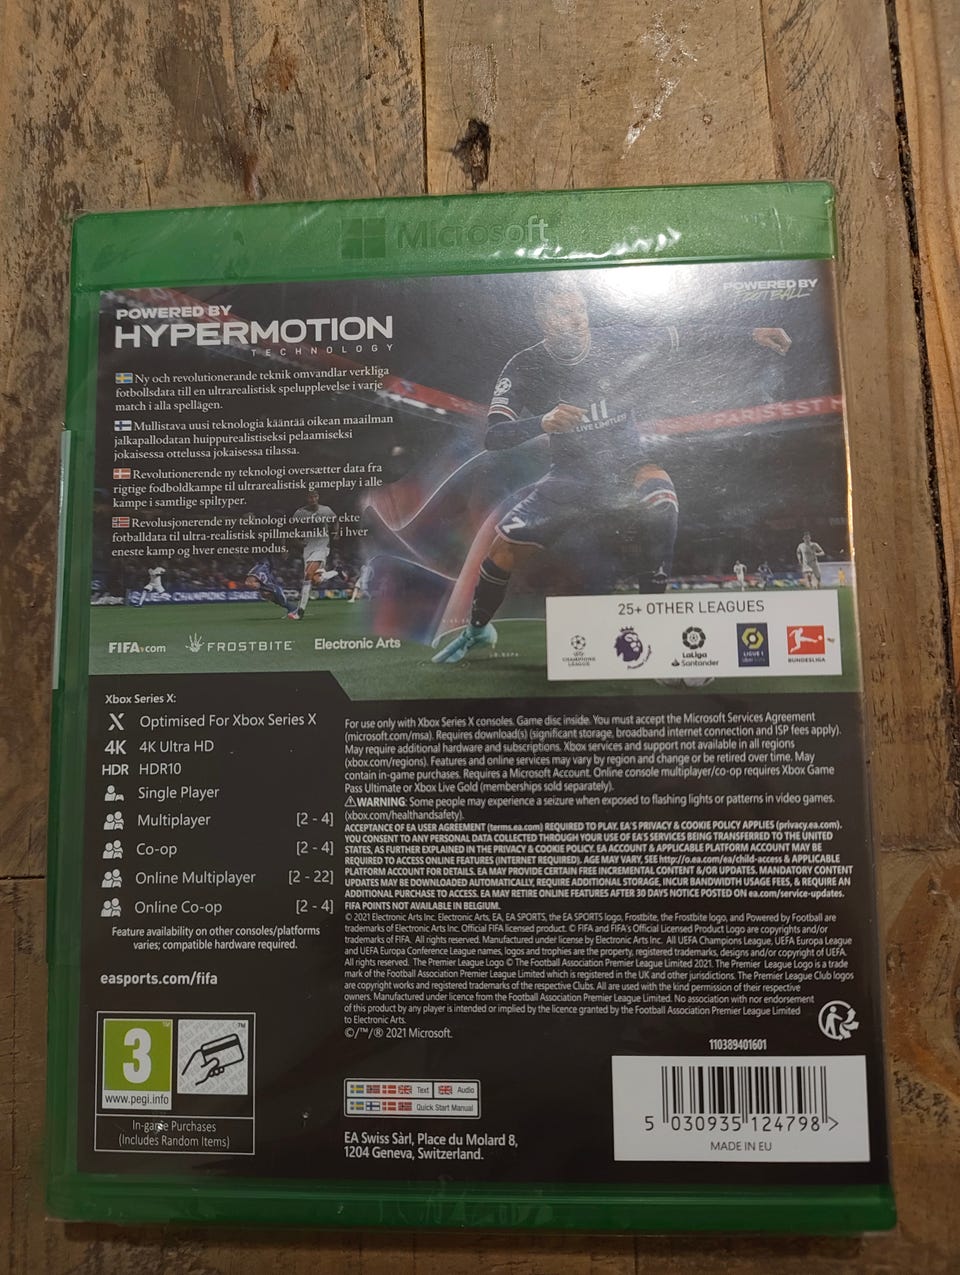 Microsoft
POWERED BY
HYPERMOTION
TECHNOLOGY
POWERED BY
FOOTBALL
Ny och revolutionerande teknik omvandlar verkliga
fotbollsdata till en ultrarealistisk spelupplevelse i varje
match i alla spellägen.
Mullistava uusi teknologia kääntää oikean maailman
jalkapallodatan huippurealistiseksi pelaamiseksi
jokaisessa ottelussa jokaisessa tilassa.
Revolutionerende ny teknologi oversætter data fra
rigtige fodboldkampe til ultrarealistisk gameplay i alle
kampe i samtlige spiltyper.
Revolusjonerende ny teknologi overfører ekte
fotballdata til ultra-realistisk spillmekanikk – i hver
eneste kamp og hver eneste modus.
ALL
LIVE LIMITLESS
PARIS EST M
7
CHAMPIONS LEAGUE
FIFA.com
FROSTBITE
Electronic Arts
25+ OTHER LEAGUES
CHAMPIONS
LEAGUE
Premier League
LaLiga
Santander
LIGUE 1
Uber Eats
BUNDESLIGA
Xbox Series X:
X Optimised For Xbox Series X
4K 4K Ultra HD
HDR HDR10
Single Player
Multiplayer [2 - 4]
Co-op [2 - 4]
Online Multiplayer [2 - 22]
Online Co-op [2 - 4]
Feature availability on other consoles/platforms
varies; compatible hardware required.
easports.com/fifa
For use only with Xbox Series X consoles. Game disc inside. You must accept the Microsoft Services Agreement
(microsoft.com/msa). Requires download(s) (significant storage, broadband internet connection and ISP fees apply).
May require additional hardware and subscriptions. Xbox services and support not available in all regions
(xbox.com/regions). Features and online services may vary by region and change or be retired over time. May
contain in-game purchases. Requires a Microsoft Account. Online console multiplayer/co-op requires Xbox Game
Pass Ultimate or Xbox Live Gold (memberships sold separately).
⚠WARNING: Some people may experience a seizure when exposed to flashing lights or patterns in video games.
(xbox.com/healthandsafety).
ACCEPTANCE OF EA USER AGREEMENT (terms.ea.com) REQUIRED TO PLAY. EA'S PRIVACY & COOKIE POLICY APPLIES (privacy.ea.com).
YOU CONSENT TO ANY PERSONAL DATA COLLECTED THROUGH YOUR USE OF EA'S SERVICES BEING TRANSFERRED TO THE UNITED
STATES, AS FURTHER EXPLAINED IN THE PRIVACY & COOKIE POLICY. EA ACCOUNT & APPLICABLE PLATFORM ACCOUNT MAY BE
REQUIRED TO ACCESS ONLINE FEATURES (INTERNET REQUIRED). AGE MAY VARY, SEE http://o.ea.com/ea/child-access & APPLICABLE
PLATFORM ACCOUNT FOR DETAILS. EA MAY PROVIDE CERTAIN FREE INCREMENTAL CONTENT &/OR UPDATES. MANDATORY CONTENT
UPDATES MAY BE DOWNLOADED AUTOMATICALLY, REQUIRE ADDITIONAL STORAGE, INCUR BANDWIDTH USAGE FEES, & REQUIRE AN
ADDITIONAL PURCHASE TO ACCESS. EA MAY RETIRE ONLINE FEATURES AFTER 30 DAYS NOTICE POSTED ON ea.com/service-updates.
FIFA POINTS NOT AVAILABLE IN BELGIUM.
© 2021 Electronic Arts Inc. Electronic Arts, EA, EA SPORTS, the EA SPORTS logo, Frostbite, the Frostbite logo, and Powered by Football are
trademarks of Electronic Arts Inc. Official FIFA licensed product. © FIFA and FIFA's Official Licensed Product Logo are copyrights and/or
trademarks of FIFA. All rights reserved. Manufactured under license by Electronic Arts Inc. All UEFA Champions League, UEFA Europa League
and UEFA Europa Conference League names, logos and trophies are the property, registered trademarks, designs and/or copyright of UEFA.
All rights reserved. The Premier League Logo © The Football Association Premier League Limited 2021. The Premier League Logo is a trade
mark of the Football Association Premier League Limited which is registered in the UK and other jurisdictions. The Premier League Club logos
are copyright works and registered trademarks of the respective Clubs. All are used with the kind permission of their respective
owners. Manufactured under licence from the Football Association Premier League Limited. No association with nor endorsement
of this product by any player is intended or implied by the licence granted by the Football Association Premier League Limited
to Electronic Arts.
©/™/® 2021 Microsoft.
110389401601
3
www.pegi.info
In-game Purchases
(Includes Random Items)
Text
Audio
Quick Start Manual
EA Swiss Sàrl, Place du Molard 8,
1204 Geneva, Switzerland.
5 030935 124798 >
MADE IN EU